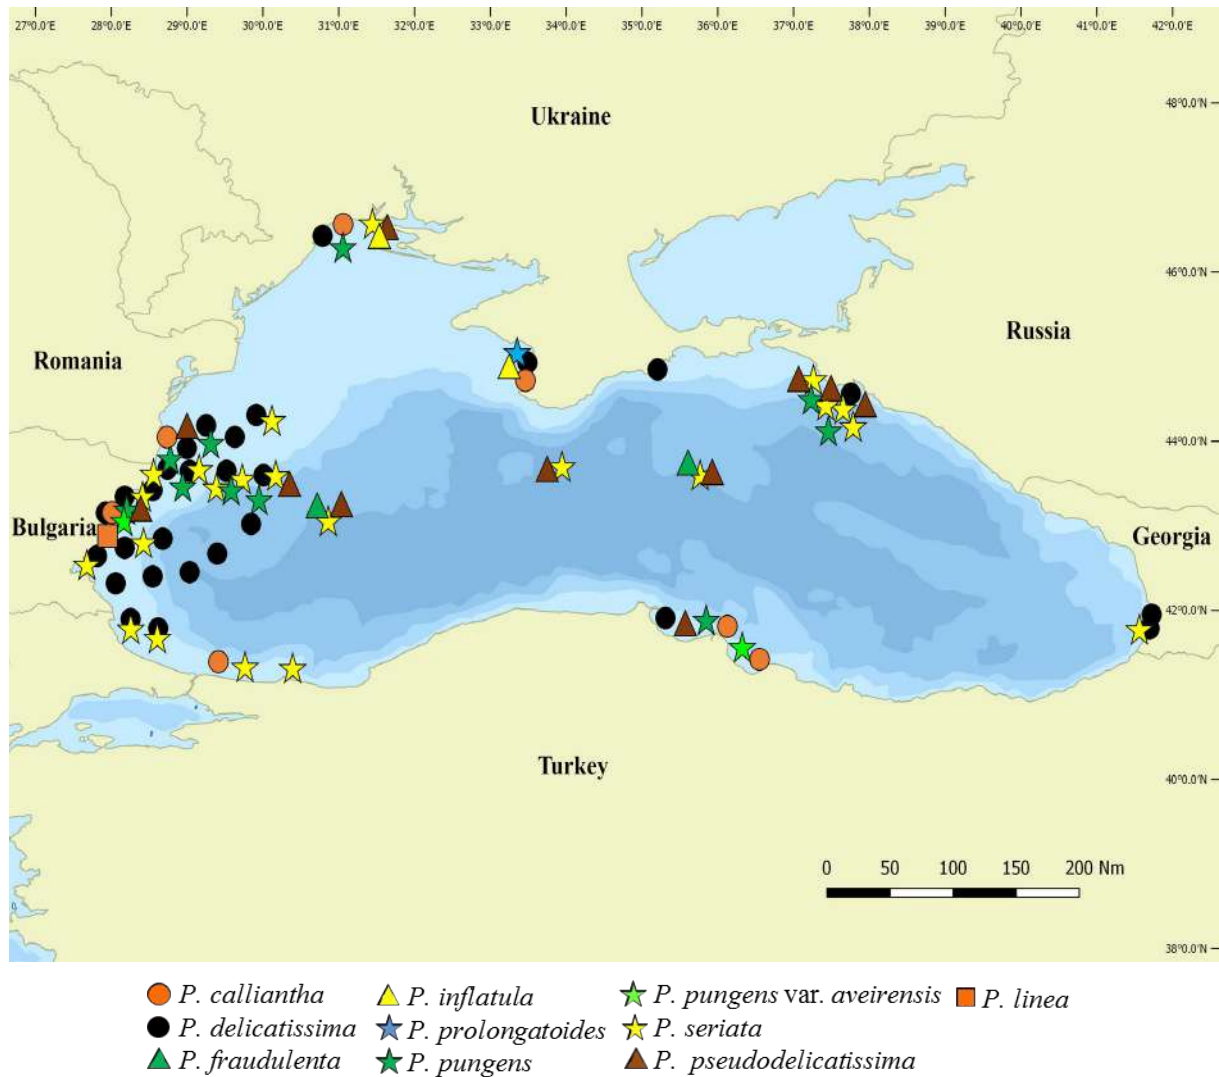 27°0.0'E 28°0.0'E 29°0.0'E 30°0.0'E 31°0.0'E 32°0.0'E 33°0.0'E 34°0.0'E 35°0.0'E 36°0.0'E 37°0.0'E 38°0.0'E 39°0.0'E 40°0.0'E 41°0.0'E 42°0.0'E
48°0.0'N
Ukraine
46°0.0'N
Russia
Romania
44°0.0'N
Bulgaria
Georgia
42°0.0'N
Turkey
40°0.0'N
0 50 100 150 200 Nm
38°0.0'N
P. calliantha P. inflatula P. pungens var. aveirensis P. linea
P. delicatissima P. prolongatoides P. seriata
P. fraudulenta P. pungens P. pseudodelicatissima